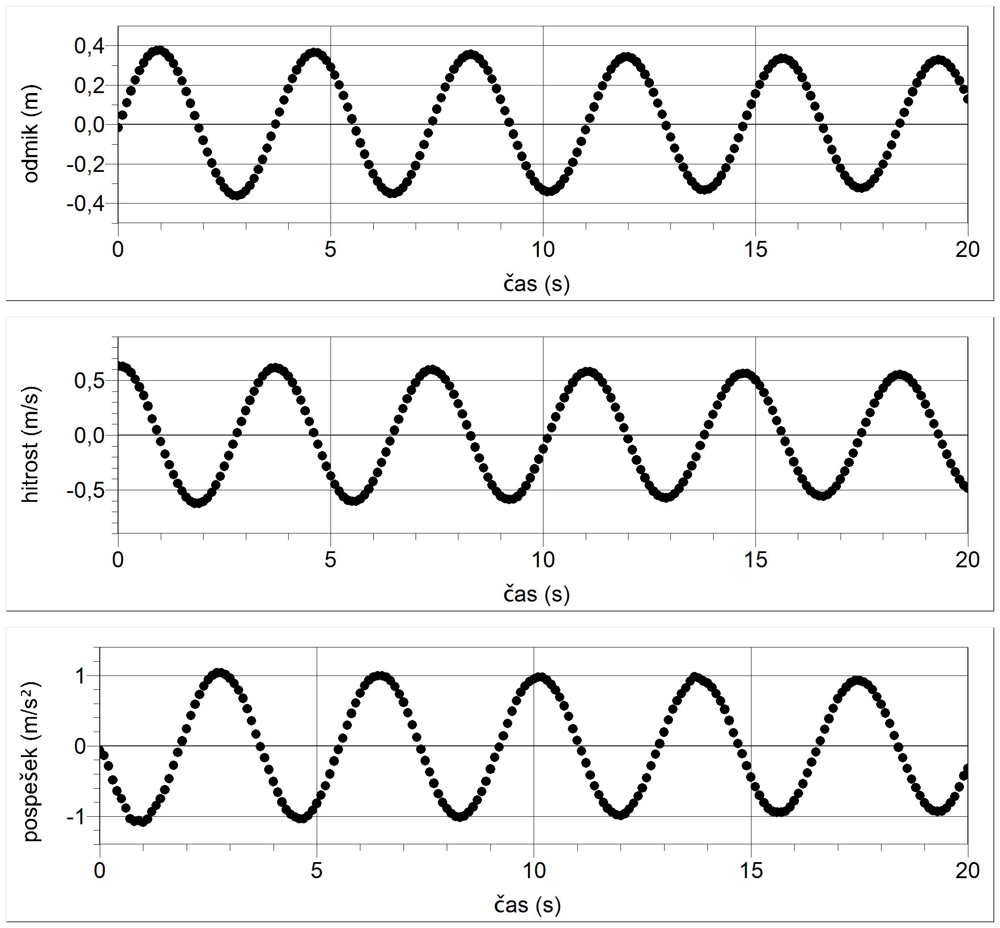 odmik (m)
0,4
0,2
0,0
-0,2
-0,4
0 5 10 15 20
čas (s)
hitrost (m/s)
0,5
0,0
-0,5
0 5 10 15 20
čas (s)
pospešek (m/s²)
1
0
-1
0 5 10 15 20
čas (s)